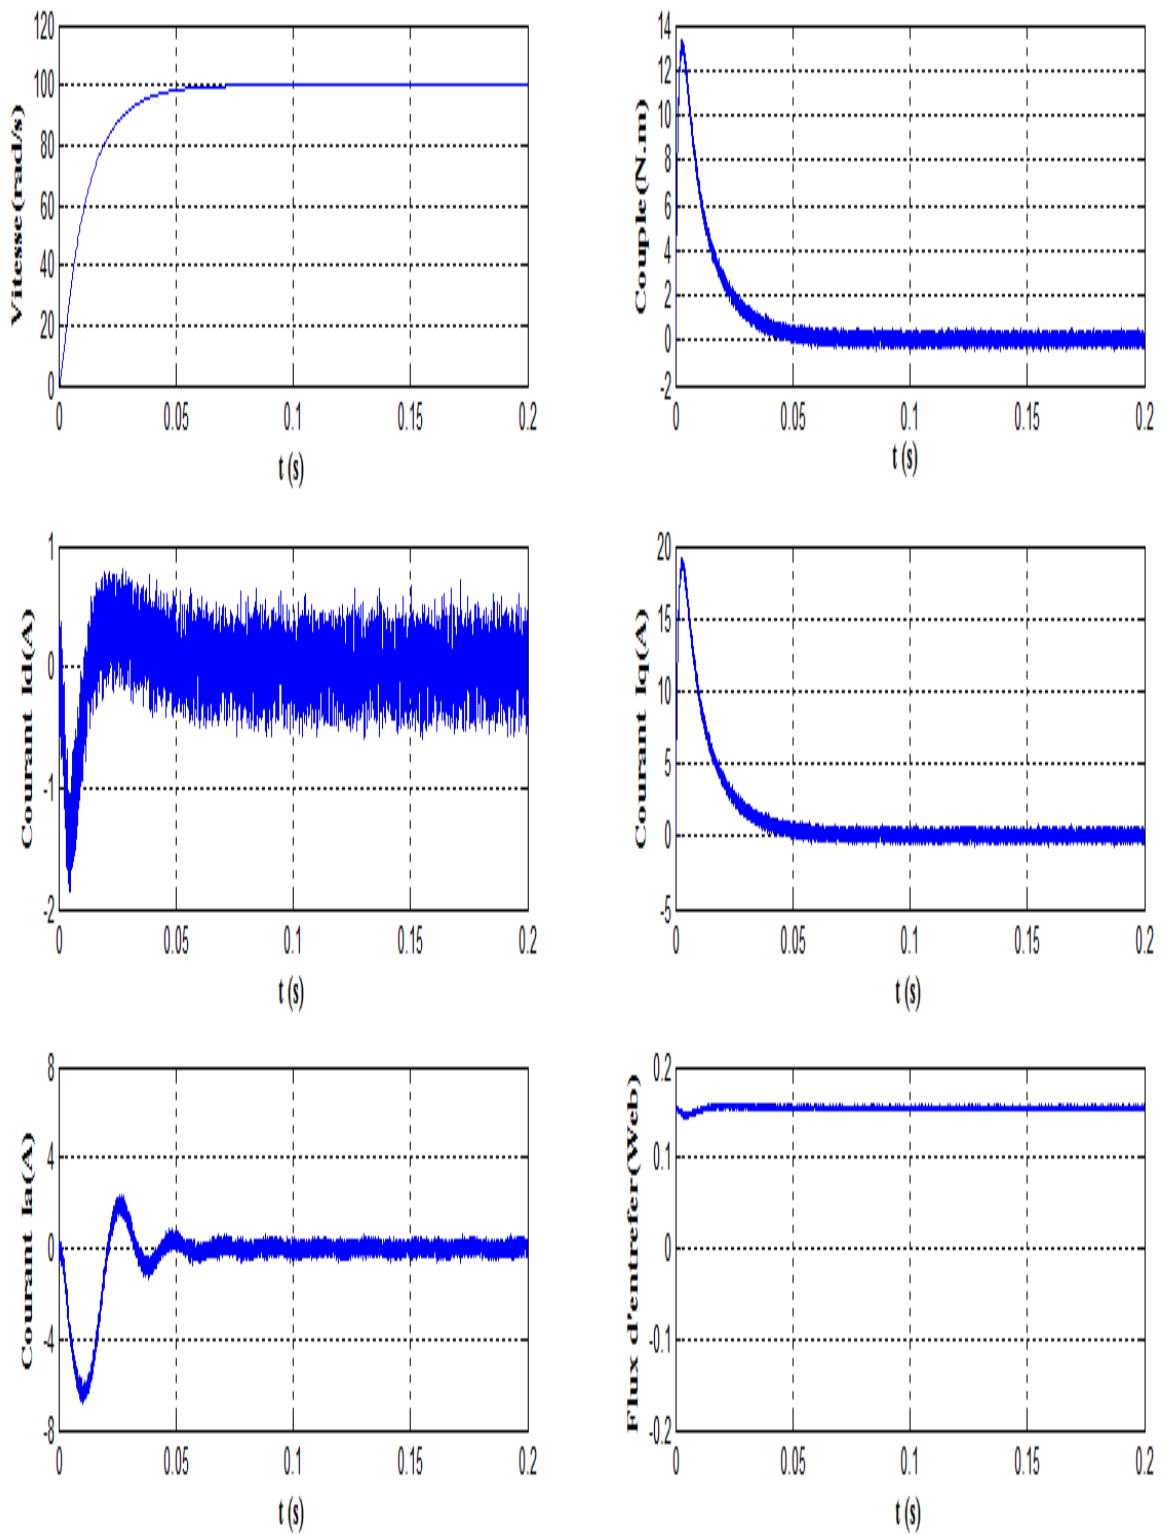 Vitesse(rad/s)
120
100
80
60
40
20
0
0 0.05 0.1 0.15 0.2
t (s)
Couple(N.m)
14
12
10
8
6
4
2
0
-2
0 0.05 0.1 0.15 0.2
t (s)
Courant Id(A)
1
0
-1
-2
0 0.05 0.1 0.15 0.2
t (s)
Courant Iq(A)
20
15
10
5
0
-5
0 0.05 0.1 0.15 0.2
t (s)
Courant Ia(A)
8
4
0
-4
-8
0 0.05 0.1 0.15 0.2
t (s)
Flux d'entrefer(Web)
0.2
0.1
0
-0.1
-0.2
0 0.05 0.1 0.15 0.2
t (s)